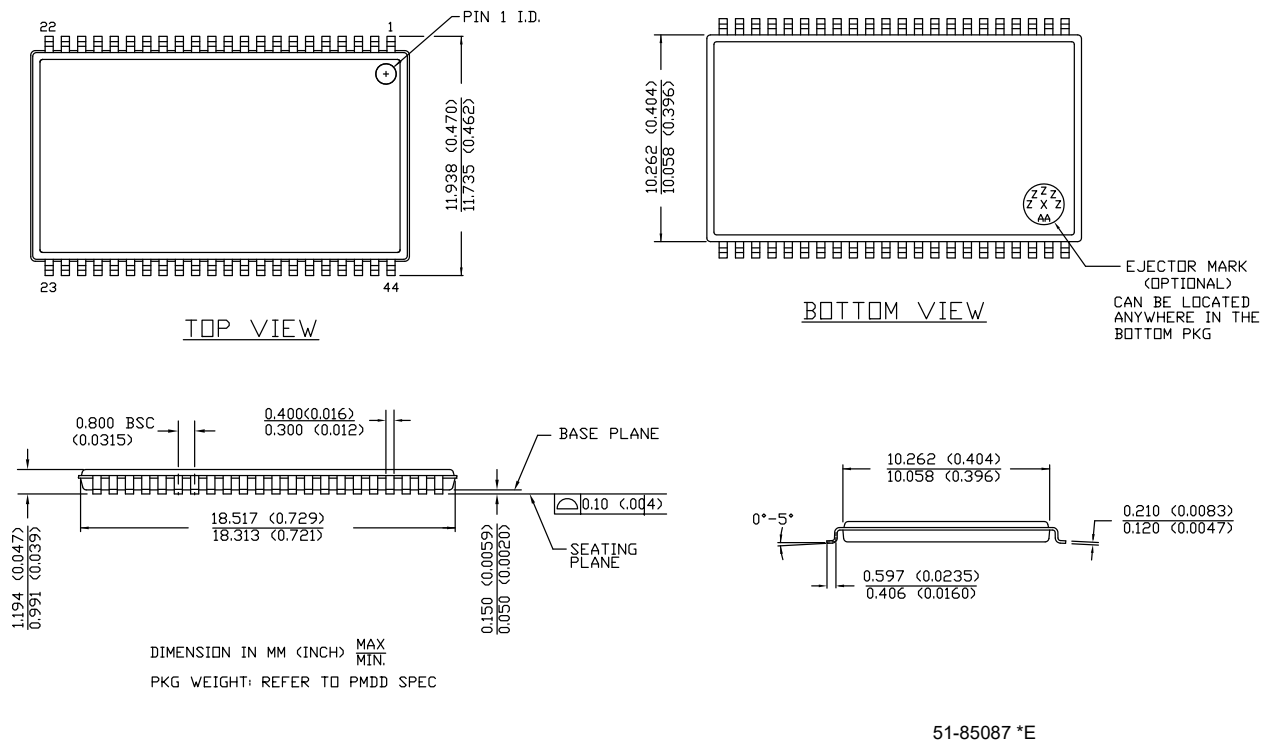 22
1
PIN 1 I.D.
11.938 (0.470)
11.735 (0.462)
23
44
TOP VIEW
10.262 (0.404)
10.058 (0.396)
Z Z Z
Z X Z
AA
EJECTOR MARK
(OPTIONAL)
CAN BE LOCATED
ANYWHERE IN THE
BOTTOM PKG
BOTTOM VIEW
0.800 BSC
(0.0315)
0.400(0.016)
0.300 (0.012)
BASE PLANE
0.10 (.004)
SEATING
PLANE
18.517 (0.729)
18.313 (0.721)
1.194 (0.047)
0.991 (0.039)
0.150 (0.0059)
0.050 (0.0020)
10.262 (0.404)
10.058 (0.396)
0°-5°
0.210 (0.0083)
0.120 (0.0047)
0.597 (0.0235)
0.406 (0.0160)
DIMENSION IN MM (INCH) MAX
MIN.
PKG WEIGHT: REFER TO PMDD SPEC
51-85087 *E